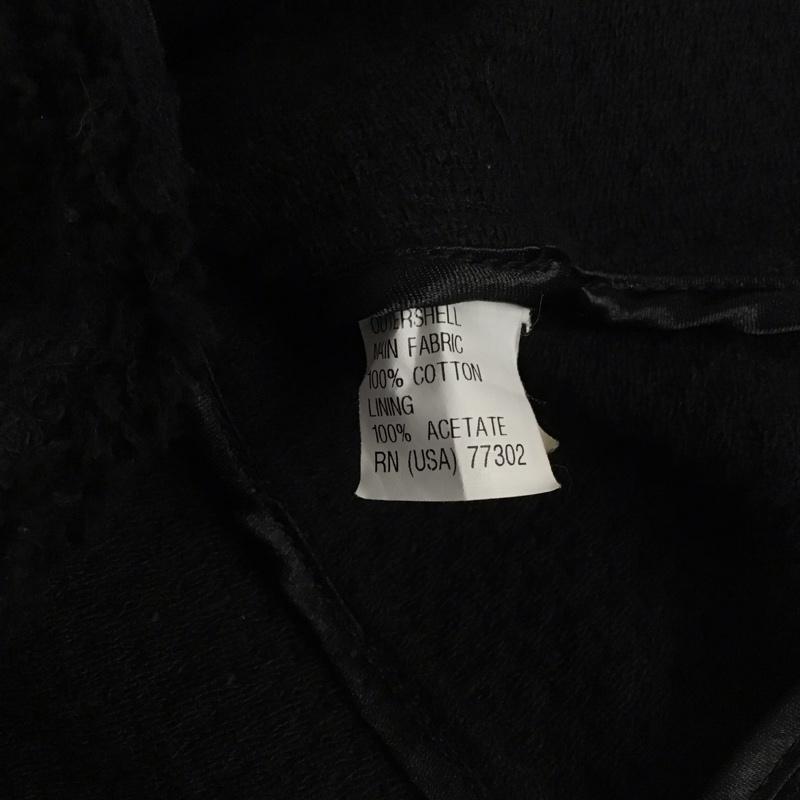 OUTERSHELL
MAIN FABRIC
100% COTTON
LINING
100% ACETATE
RN (USA) 77302